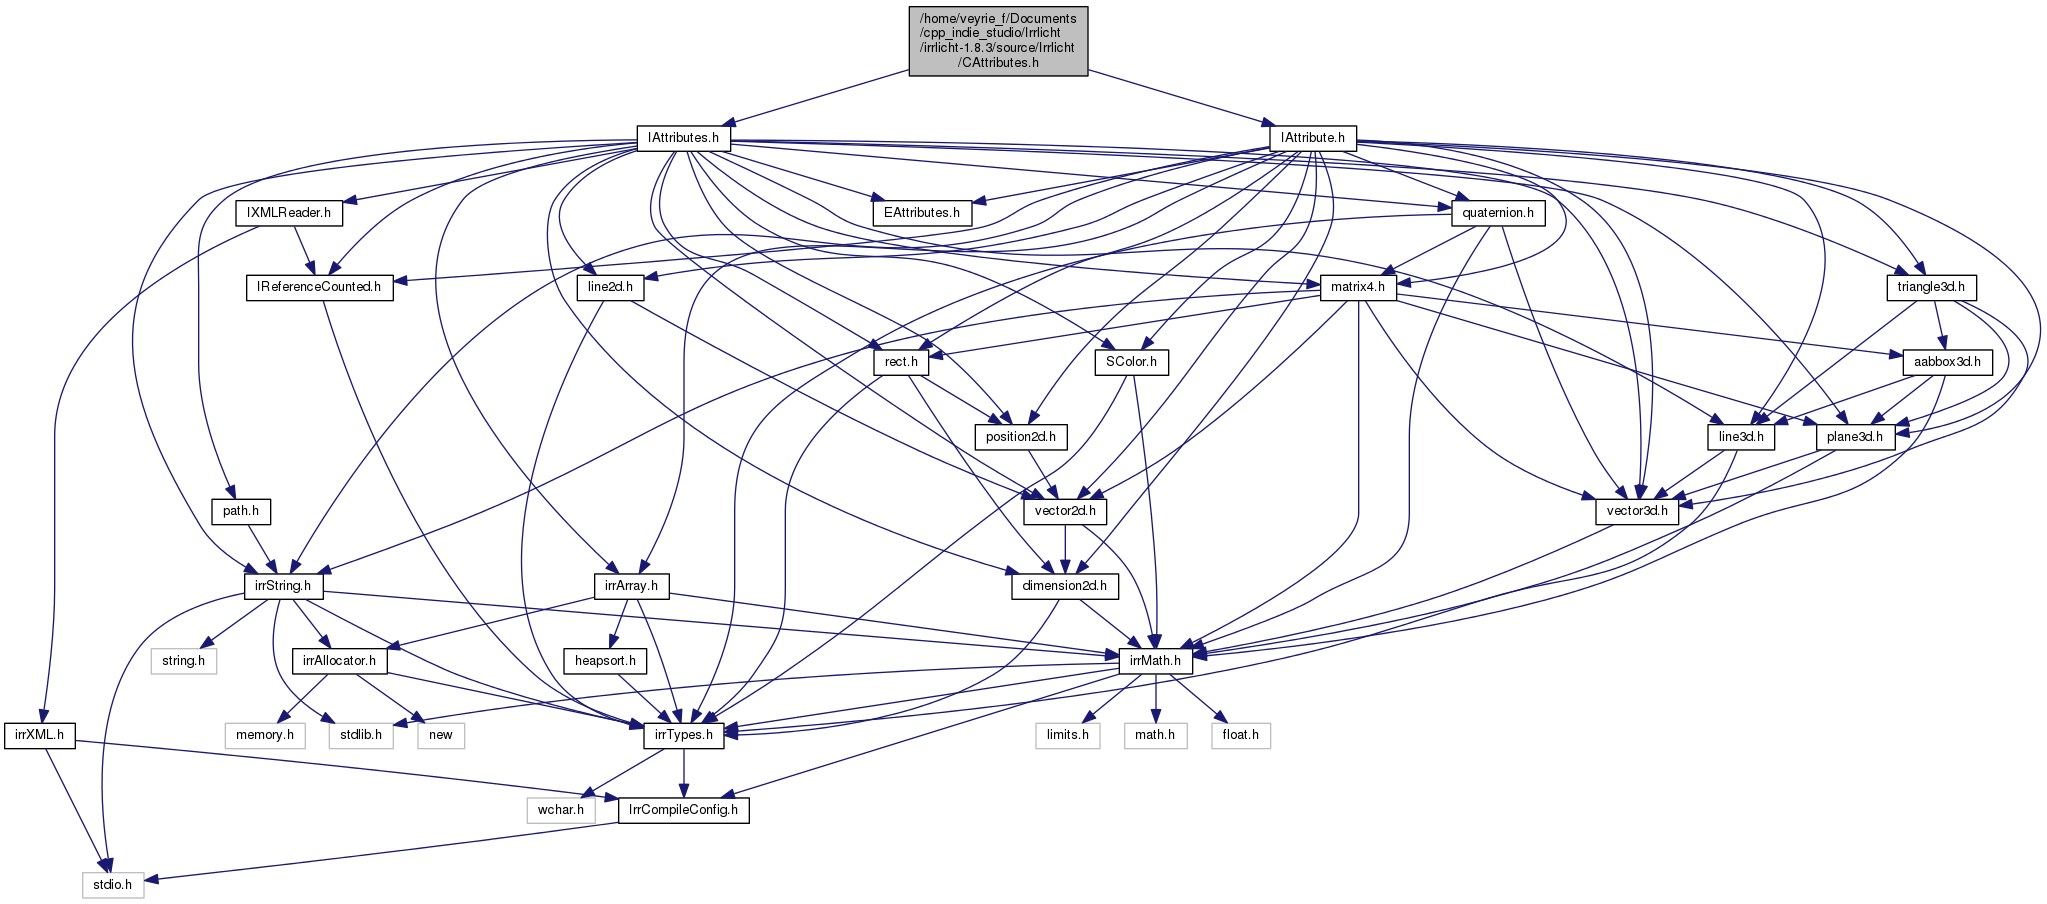 /home/veyrie_f/Documents
/cpp_indie_studio/Irrlicht
/irrlicht-1.8.3/source/Irrlicht
/CAttributes.h
IAttributes.h
IAttribute.h
IXMLReader.h
EAttributes.h
quaternion.h
IReferenceCounted.h
line2d.h
matrix4.h
triangle3d.h
rect.h
SColor.h
aabbox3d.h
position2d.h
line3d.h
plane3d.h
path.h
vector2d.h
vector3d.h
irrString.h
irrArray.h
dimension2d.h
string.h
irrAllocator.h
heapsort.h
irrMath.h
irrXML.h
memory.h
stdlib.h
new
irrTypes.h
limits.h
math.h
float.h
wchar.h
IrrCompileConfig.h
stdio.h